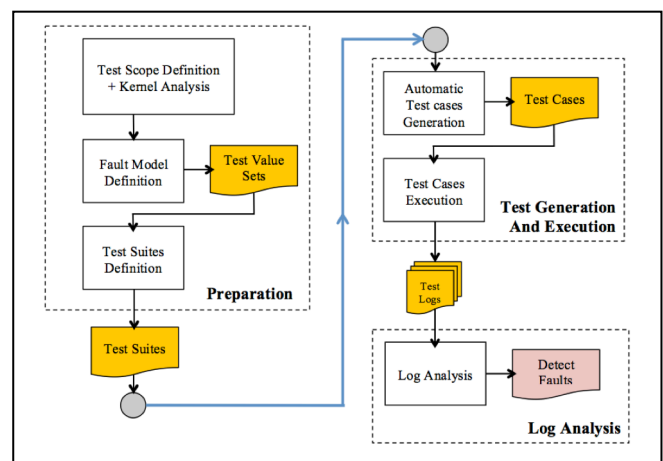 Test Scope Definition
+ Kernel Analysis
Fault Model
Definition
Test Value
Sets
Test Suites
Definition
Preparation
Test Suites
Automatic
Test cases
Generation
Test Cases
Test Cases
Execution
Test Generation
And Execution
Test
Logs
Log Analysis
Detect
Faults
Log Analysis